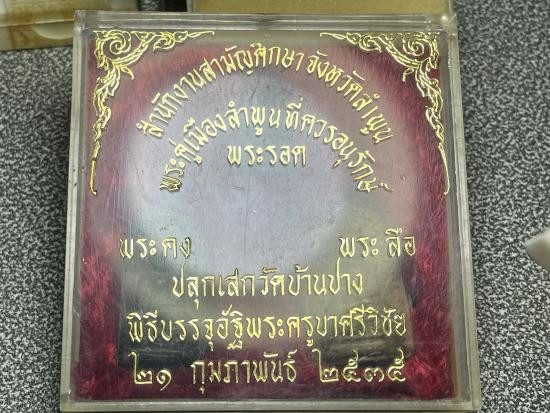 สำนักงานสามัญศึกษา จังหวัดลำพูน
พระคู่เมืองลำพูนที่ควรอนุรักษ์
พระรอด
พระคง พระลือ
ปลุกเสกวัดบ้านปาง
พิธีบรรจุอัฐิพระครูบาศรีวิชัย
๒๑ กุมภาพันธ์ ๒๕๓๕